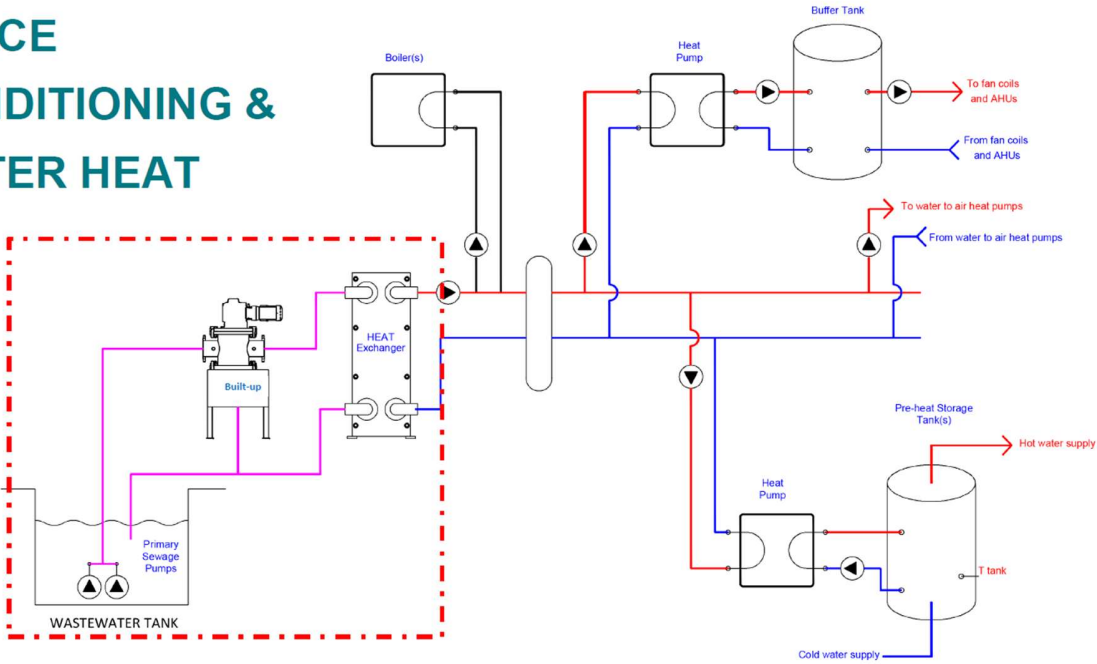 CE
NDITIONING &
TER HEAT
Boiler(s)
Heat
Pump
Buffer Tank
To fan coils
and AHUs
From fan coils
and AHUs
To water to air heat pumps
From water to air heat pumps
HEAT
Exchanger
Built-up
Primary
Sewage
Pumps
WASTEWATER TANK
Pre-heat Storage
Tank(s)
Hot water supply
Heat
Pump
T tank
Cold water supply